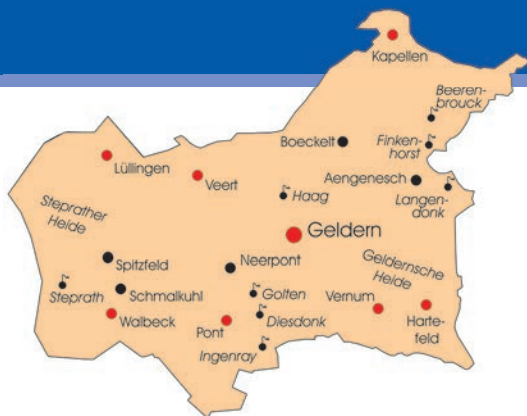 Kapellen
Beeren-
brouck
Boeckelt
Finken-
horst
Lüllingen
Veert
Haag
Aengenesch
Langen-
donk
Steprather
Heide
Geldern
Spitzfeld
Neerpont
Geldernsche
Heide
Steprath
Schmalkuhl
Golten
Vernum
Walbeck
Pont
Diesdonk
Harte-
feld
Ingenray